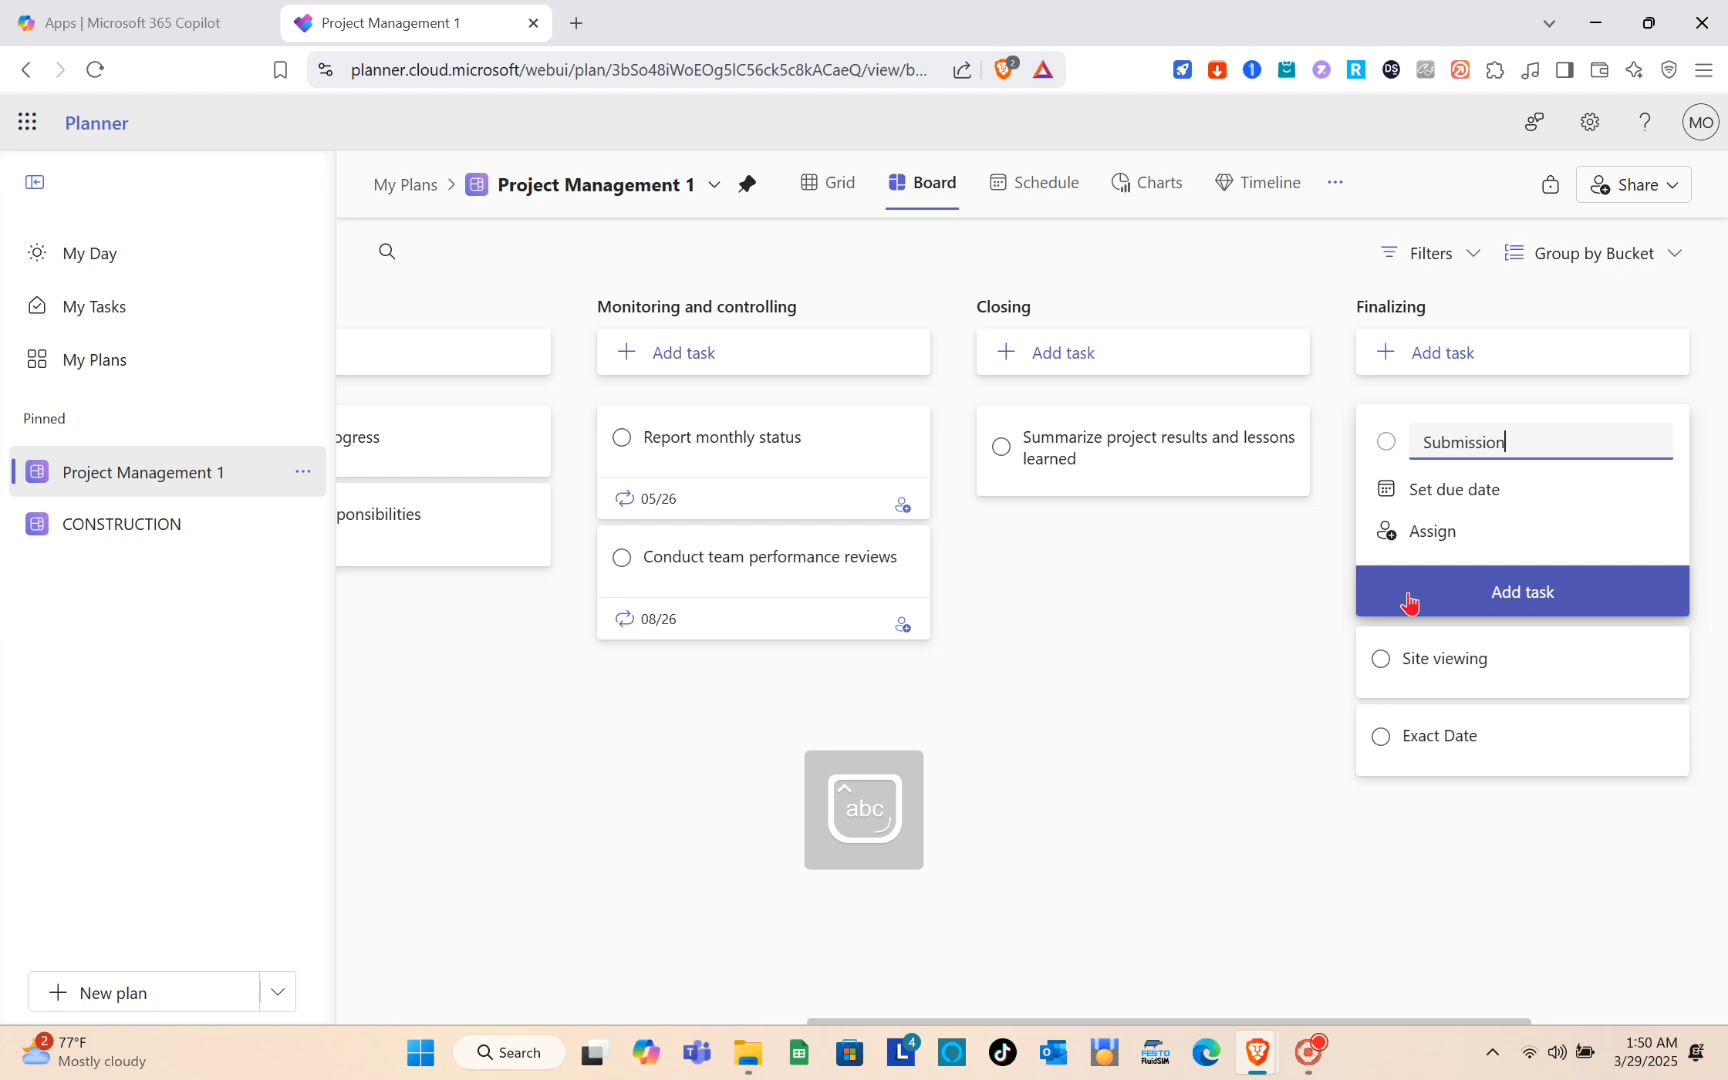 Apps | Microsoft 365 Copilot
Project Management 1
planner.cloud.microsoft/webui/plan/3bSo48iWoEOg5lC56ck5c8kACaeQ/view/b...
2
Planner
MO
My Plans > Project Management 1
Grid
Board
Schedule
Charts
Timeline
Share
My Day
My Tasks
My Plans
Pinned
Project Management 1
CONSTRUCTION
New plan
Filters
Group by Bucket
ogress
ponsibilities
Monitoring and controlling
Add task
Report monthly status
05/26
Conduct team performance reviews
08/26
Closing
Add task
Summarize project results and lessons
learned
Finalizing
Add task
Submission
Set due date
Assign
Add task
Site viewing
Exact Date
abc
2
77°F
Mostly cloudy
Search
L
4
FESTO
FluidSIM
1:50 AM
3/29/2025